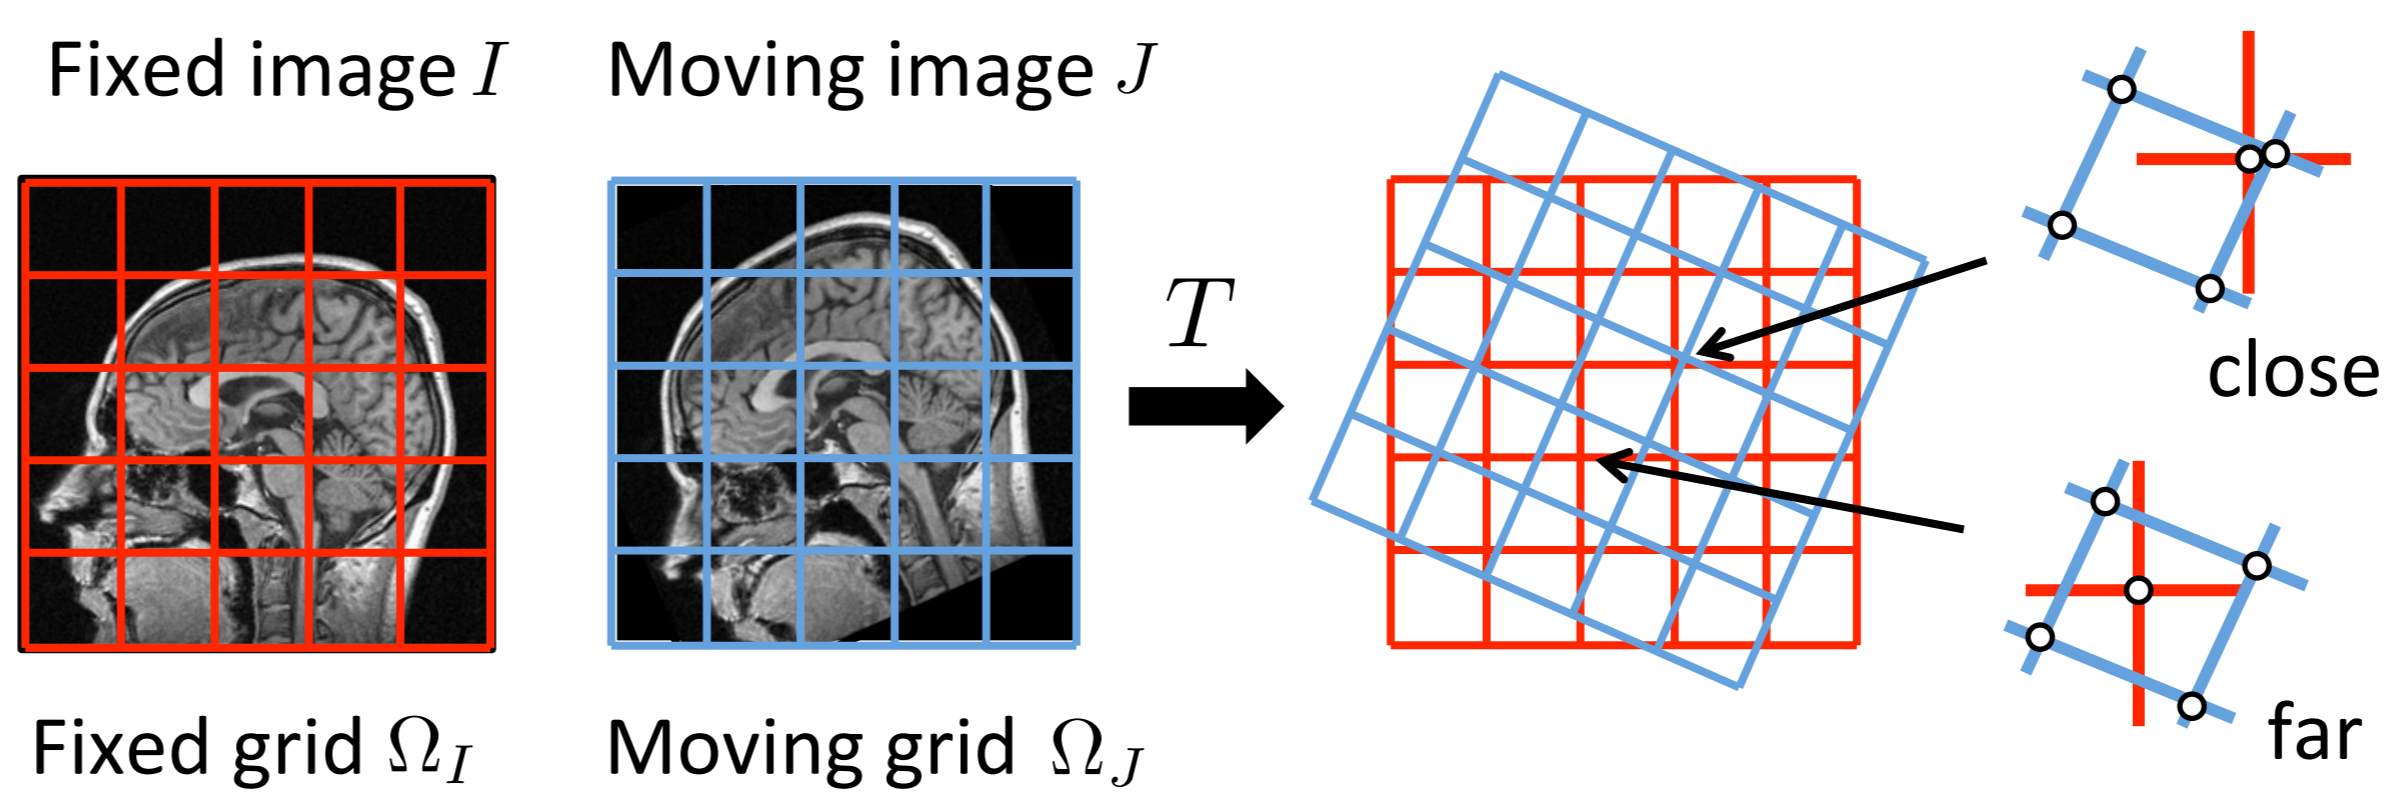 Fixed image I
Moving image J
T
close
far
Fixed grid Ω_I
Moving grid Ω_J